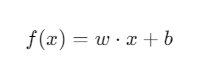 f(x) = w · x + b